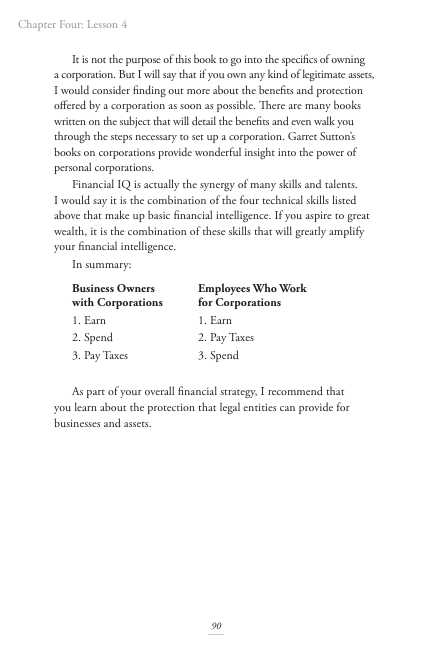 Chapter Four: Lesson 4
It is not the purpose of this book to go into the specifics of owning
a corporation. But I will say that if you own any kind of legitimate assets,
I would consider finding out more about the benefits and protection
offered by a corporation as soon as possible. There are many books
written on the subject that will detail the benefits and even walk you
through the steps necessary to set up a corporation. Garret Sutton’s
books on corporations provide wonderful insight into the power of
personal corporations.
Financial IQ is actually the synergy of many skills and talents.
I would say it is the combination of the four technical skills listed
above that make up basic financial intelligence. If you aspire to great
wealth, it is the combination of these skills that will greatly amplify
your financial intelligence.
In summary:
Business Owners
with Corporations
1. Earn
2. Spend
3. Pay Taxes
Employees Who Work
for Corporations
1. Earn
2. Pay Taxes
3. Spend
As part of your overall financial strategy, I recommend that
you learn about the protection that legal entities can provide for
businesses and assets.
90